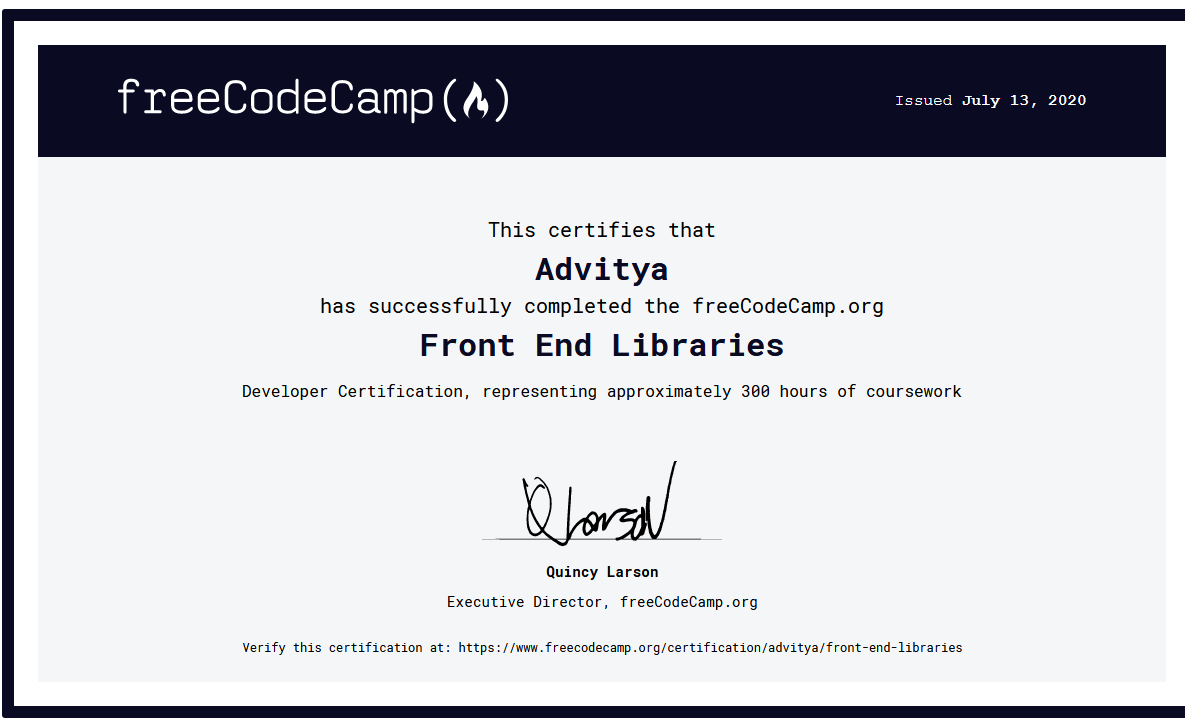 freeCodeCamp(🔥)
Issued July 13, 2020
This certifies that
Advitya
has successfully completed the freeCodeCamp.org
Front End Libraries
Developer Certification, representing approximately 300 hours of coursework
Q Larson
Quincy Larson
Executive Director, freeCodeCamp.org
Verify this certification at: https://www.freecodecamp.org/certification/advitya/front-end-libraries